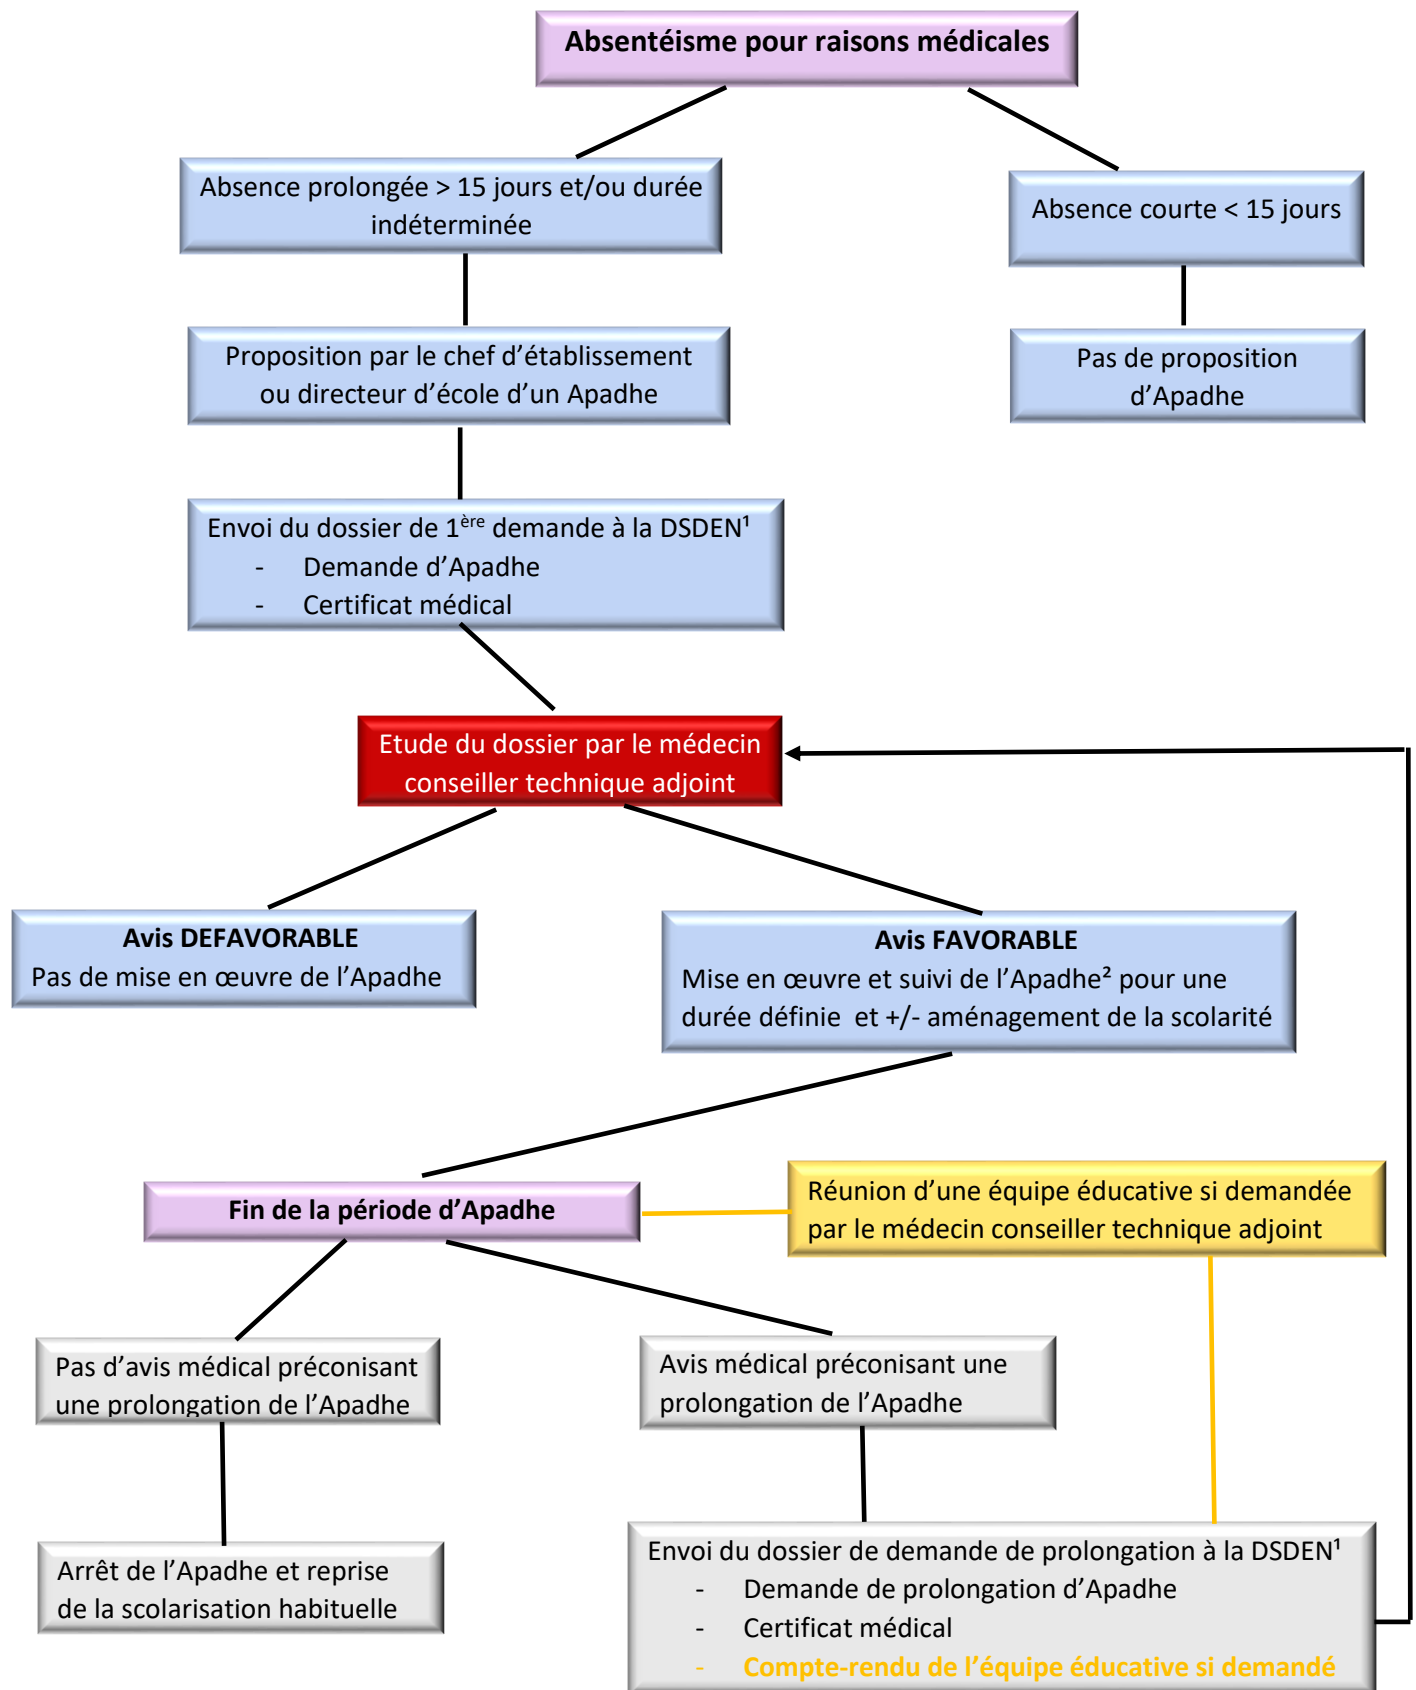 Absentéisme pour raisons médicales
Absence prolongée > 15 jours et/ou durée
indéterminée
Absence courte < 15 jours
Proposition par le chef d’établissement
ou directeur d’école d’un Apadhe
Pas de proposition
d’Apadhe
Envoi du dossier de 1ère demande à la DSDEN¹
- Demande d’Apadhe
- Certificat médical
Etude du dossier par le médecin
conseiller technique adjoint
Avis DEFAVORABLE
Pas de mise en œuvre de l’Apadhe
Avis FAVORABLE
Mise en œuvre et suivi de l’Apadhe² pour une
durée définie et +/- aménagement de la scolarité
Fin de la période d’Apadhe
Réunion d’une équipe éducative si demandée
par le médecin conseiller technique adjoint
Pas d’avis médical préconisant
une prolongation de l’Apadhe
Avis médical préconisant une
prolongation de l’Apadhe
Arrêt de l’Apadhe et reprise
de la scolarisation habituelle
Envoi du dossier de demande de prolongation à la DSDEN¹
- Demande de prolongation d’Apadhe
- Certificat médical
- Compte-rendu de l’équipe éducative si demandé